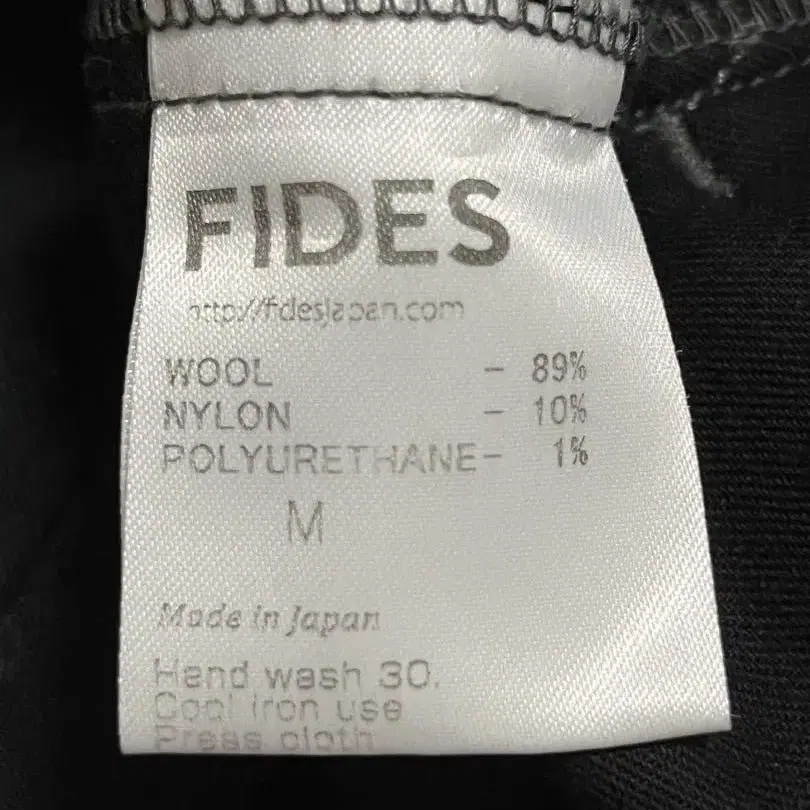 FIDES
http://fidesjapan.com
WOOL - 89%
NYLON - 10%
POLYURETHANE- 1%
M
Made in Japan
Hand wash 30.
Cool iron use
Press cloth